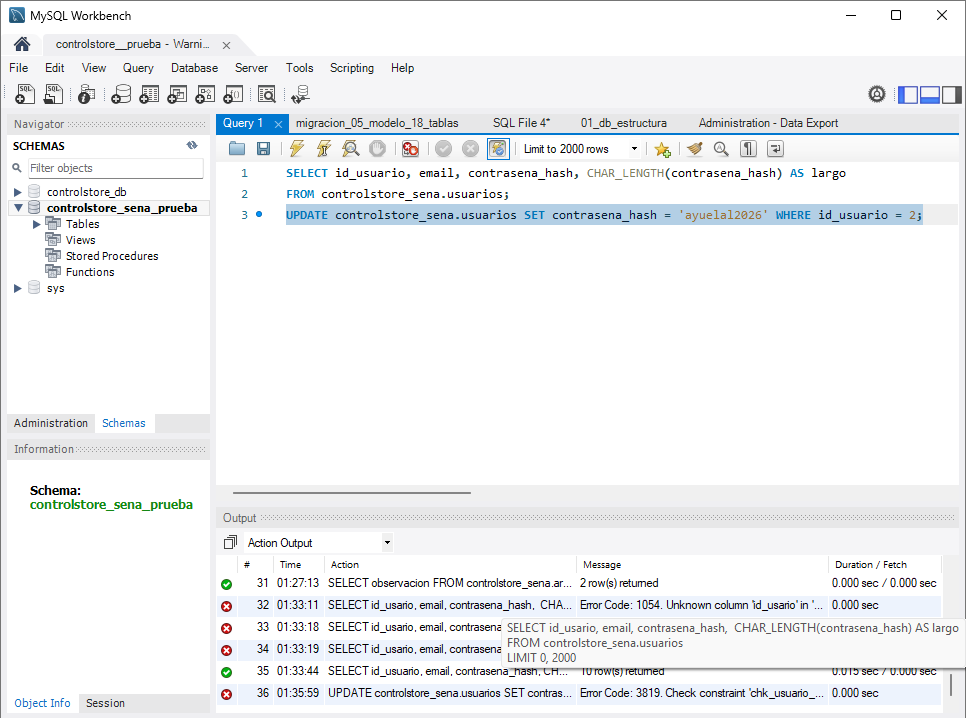 MySQL Workbench
controlstore__prueba - Warni...
File Edit View Query Database Server Tools Scripting Help
Navigator
SCHEMAS
Filter objects
controlstore_db
controlstore_sena_prueba
Tables
Views
Stored Procedures
Functions
sys
Administration Schemas
Information
Schema:
controlstore_sena_prueba
Object Info Session
Query 1 migracion_05_modelo_18_tablas SQL File 4* 01_db_estructura Administration - Data Export
Limit to 2000 rows
1 SELECT id_usuario, email, contrasena_hash, CHAR_LENGTH(contrasena_hash) AS largo
2 FROM controlstore_sena.usuarios;
3 UPDATE controlstore_sena.usuarios SET contrasena_hash = 'ayuelal2026' WHERE id_usuario = 2;
Output
Action Output
# Time Action Message Duration / Fetch
31 01:27:13 SELECT observacion FROM controlstore_sena.ar... 2 row(s) returned 0.000 sec / 0.000 sec
32 01:33:11 SELECT id_usario, email, contrasena_hash, CHA... Error Code: 1054. Unknown column 'id_usario' in '... 0.000 sec
33 01:33:18 SELECT id_usario, email, contrasena_hash,
34 01:33:19 SELECT id_usario, email, contrasena_hash,
35 01:33:44 SELECT id_usuario, email, contrasena_hash, CH... 10 row(s) returned 0.015 sec / 0.000 sec
36 01:35:59 UPDATE controlstore_sena.usuarios SET contras... Error Code: 3819. Check constraint 'chk_usuario_... 0.000 sec
SELECT id_usario, email, contrasena_hash, CHAR_LENGTH(contrasena_hash) AS largo
FROM controlstore_sena.usuarios
LIMIT 0, 2000